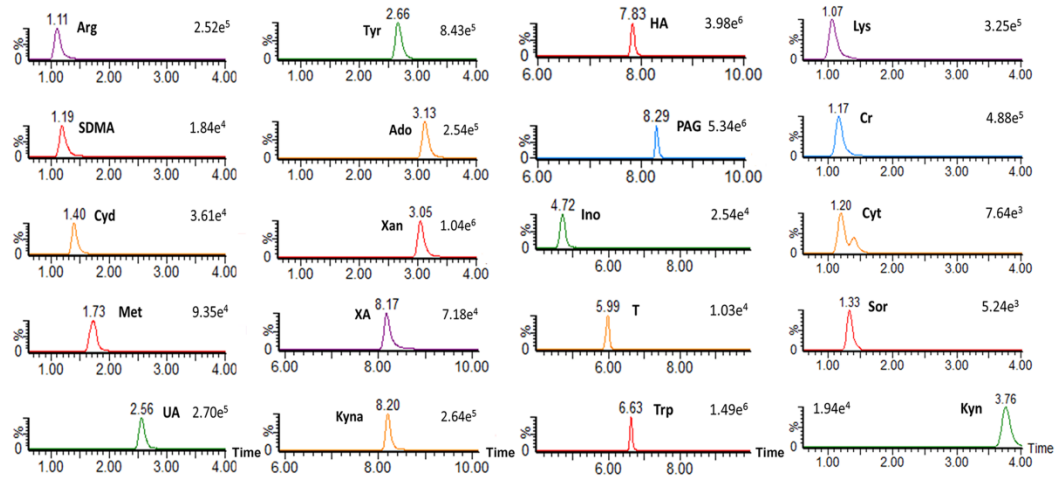 1.11 Arg 2.52e⁵
%
0
1.00 2.00 3.00 4.00
2.66
Tyr 8.43e⁵
%
0
1.00 2.00 3.00 4.00
7.83
HA 3.98e⁶
%
0
6.00 8.00 10.00
1.07 Lys 3.25e⁵
%
0
1.00 2.00 3.00 4.00
1.19
SDMA 1.84e⁴
%
0
1.00 2.00 3.00 4.00
3.13
Ado 2.54e⁵
%
0
1.00 2.00 3.00 4.00
8.29
PAG 5.34e⁶
%
0
6.00 8.00 10.00
1.17 Cr 4.88e⁵
%
0
1.00 2.00 3.00 4.00
1.40 Cyd 3.61e⁴
%
0
1.00 2.00 3.00 4.00
3.05
Xan 1.04e⁶
%
0
1.00 2.00 3.00 4.00
4.72 Ino 2.54e⁴
%
0
6.00 8.00
1.20 Cyt 7.64e³
%
0
1.00 2.00 3.00 4.00
1.73 Met 9.35e⁴
%
0
1.00 2.00 3.00 4.00
XA 8.17 7.18e⁴
%
0
6.00 8.00 10.00
5.99 T 1.03e⁴
%
0
6.00 8.00
1.33 Sor 5.24e³
%
0
1.00 2.00 3.00 4.00
2.56 UA 2.70e⁵
%
0
Time
1.00 2.00 3.00 4.00
Kyna 8.20 2.64e⁵
%
0
Time
6.00 8.00 10.00
6.63 Trp 1.49e⁶
%
0
Time
6.00 8.00
1.94e⁴ Kyn 3.76
%
0
Time
1.00 2.00 3.00 4.00